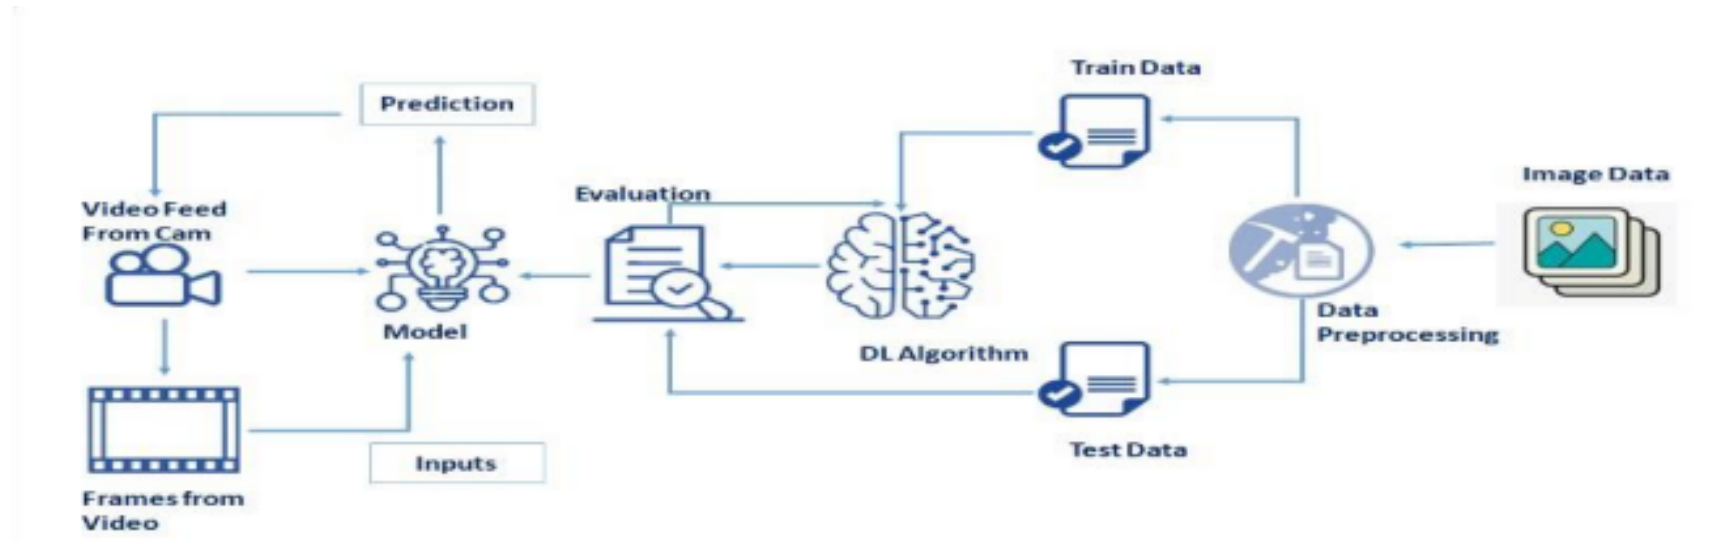 Train Data
Prediction
Image Data
Evaluation
Video Feed
From Cam
Model
Data
Preprocessing
DL Algorithm
Test Data
Inputs
Frames from
Video